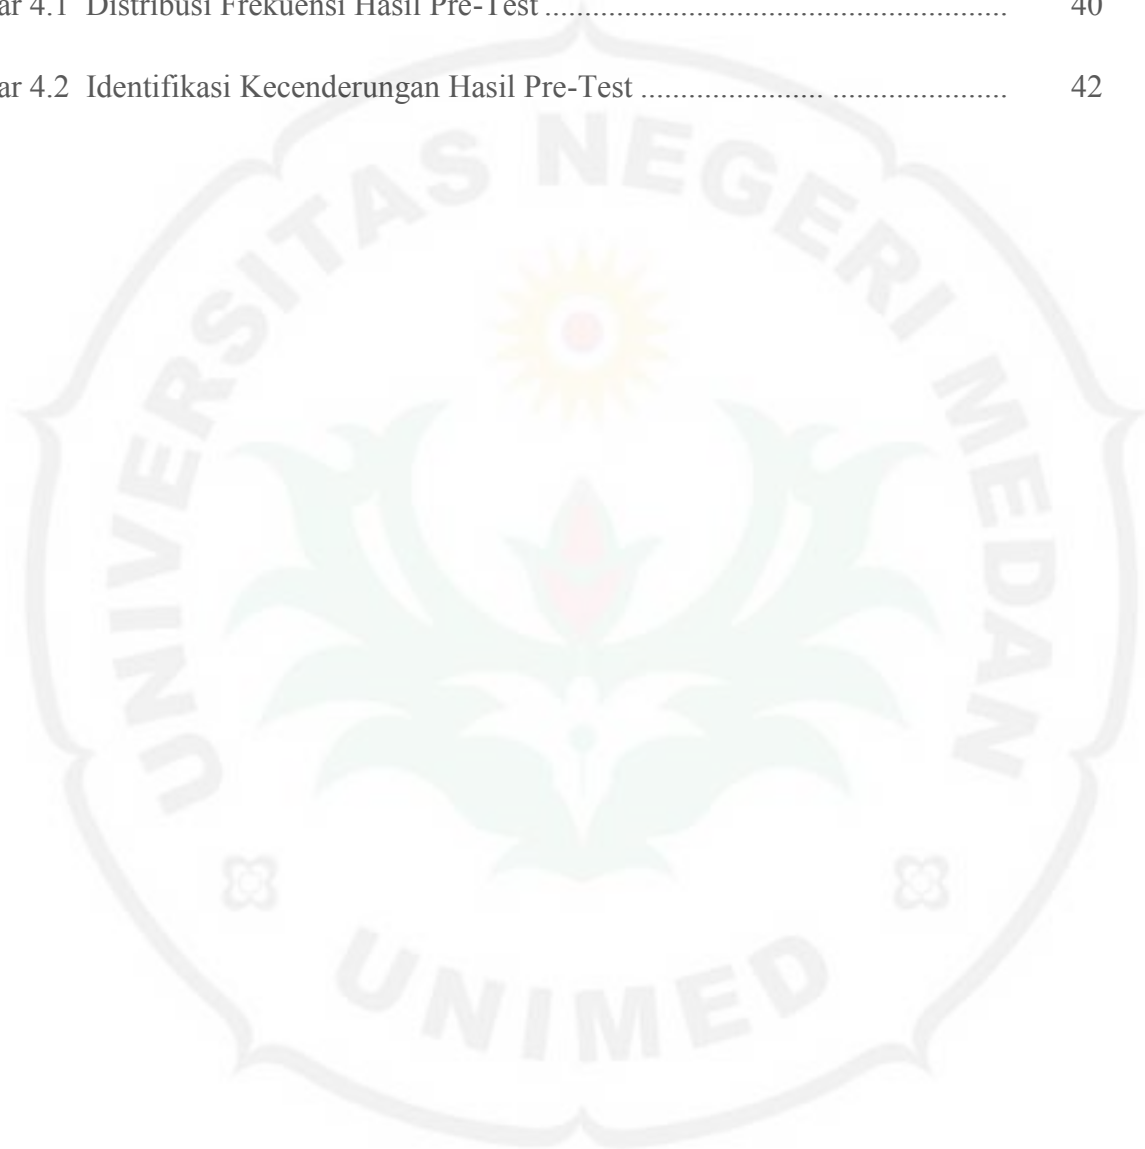 ar 4.1 Distribusi Frekuensi Hasil Pre-Test ............................................................ 40
ar 4.2 Identifikasi Kecenderungan Hasil Pre-Test ....................... ...................... 42
UNIVERSITAS NEGERI MEDAN
UNIMED